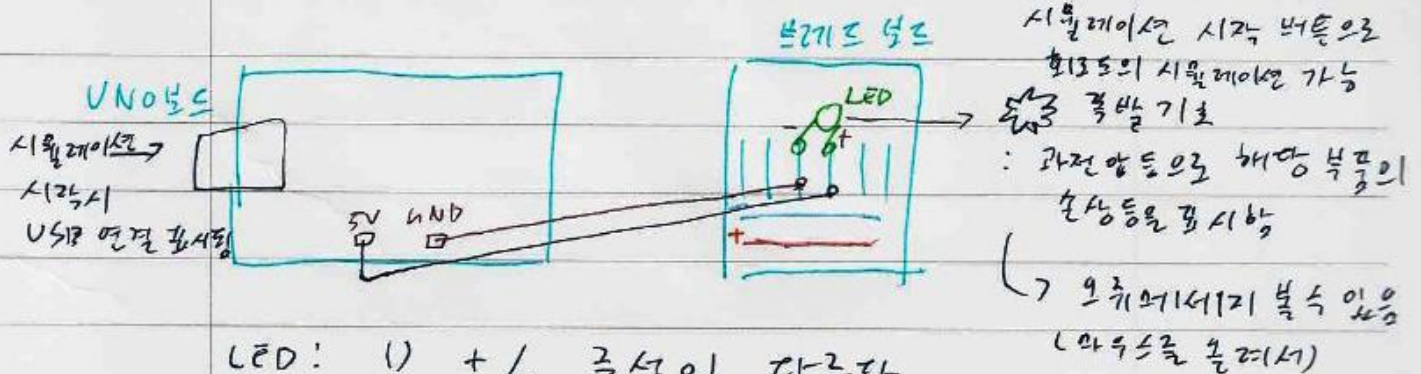 브레드 보드
시뮬레이션 시작 버튼으로
회로도의 시뮬레이션 가능
UNO보드
LED
폭발 기호
시뮬레이션→
시작시
USB 연결 표시됨
- +
: 과전압 등으로 해당 부품의
손상등을 표시함
5V GND
+
오류메세지 볼 수 있음
(마우스를 올려서)
LED: 1) + / 극성이 다르다